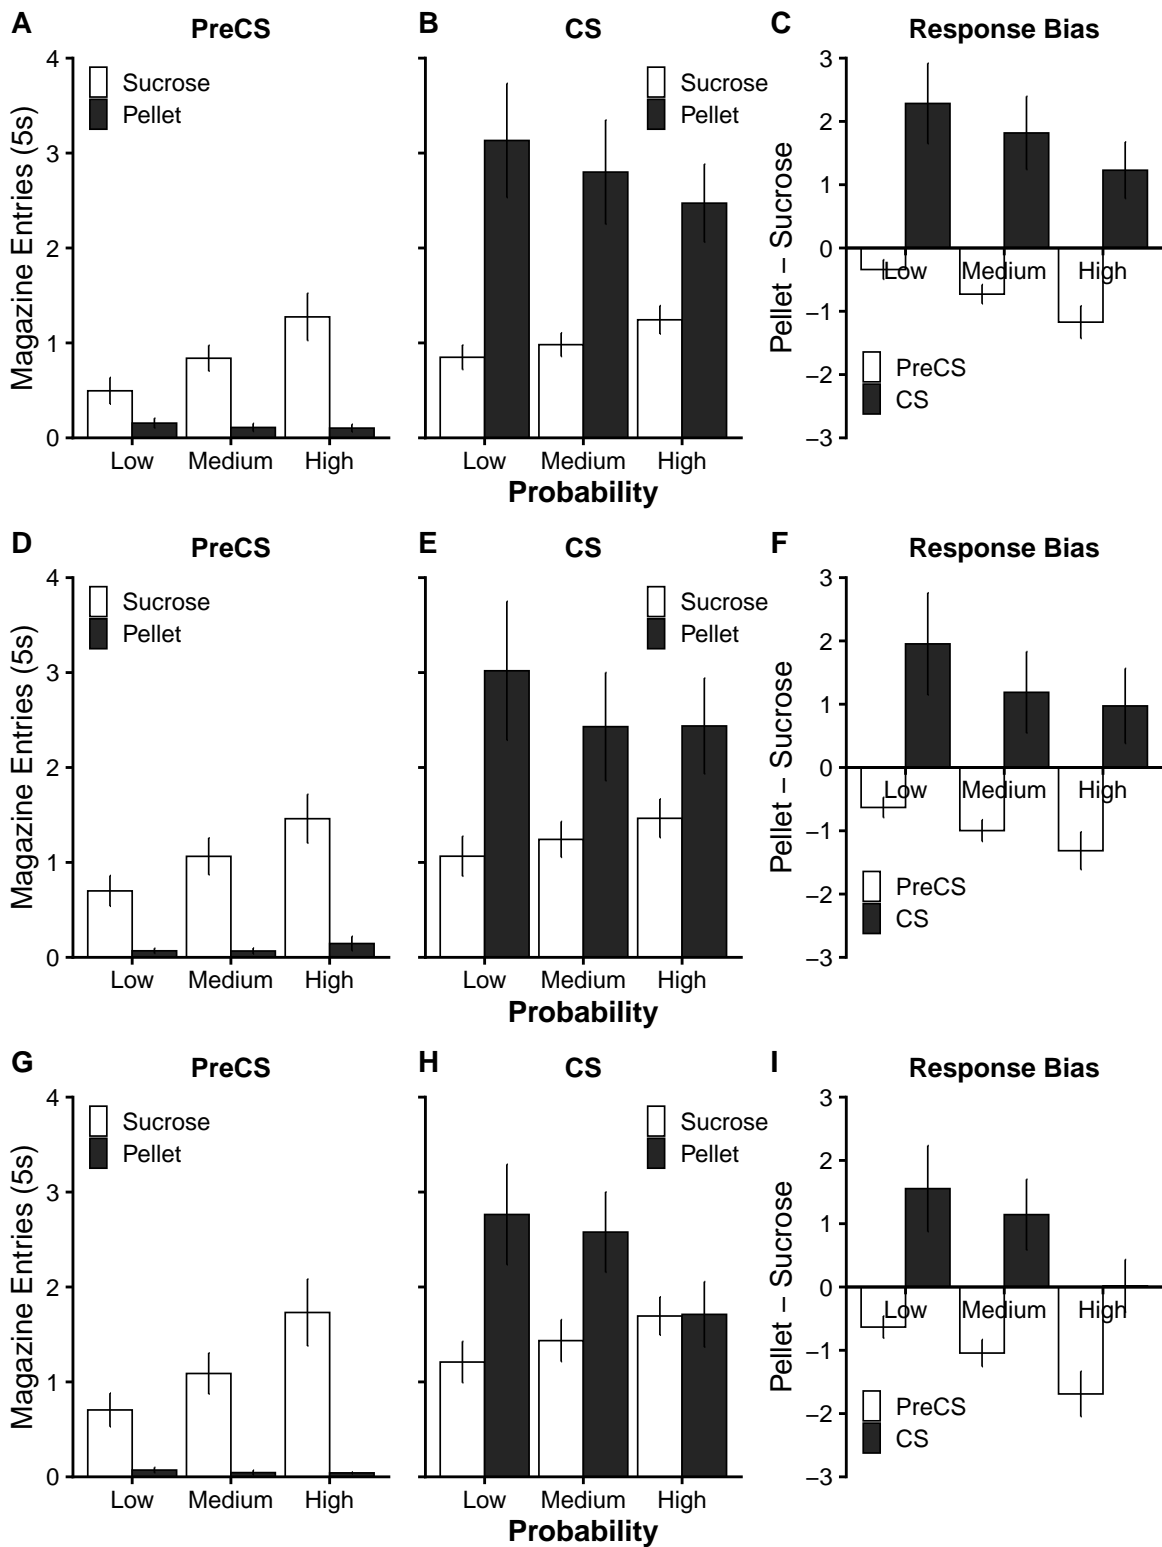 A PreCS B CS C Response Bias
4 3
Sucrose Sucrose
Pellet Pellet
3 2
1
2 0
Low Medium High
1 −1
PreCS
−2
CS
0 −3
Low Medium High Low Medium High
Magazine Entries (5s)
Pellet − Sucrose
Probability
D PreCS E CS F Response Bias
4 3
Sucrose Sucrose
Pellet Pellet
3 2
1
2 0
Low Medium High
1 −1
PreCS
−2
CS
0 −3
Low Medium High Low Medium High
Magazine Entries (5s)
Pellet − Sucrose
Probability
G PreCS H CS I Response Bias
4 3
Sucrose Sucrose
Pellet Pellet
3 2
1
2 0
Low Medium High
1 −1
PreCS
−2
CS
0 −3
Low Medium High Low Medium High
Magazine Entries (5s)
Pellet − Sucrose
Probability